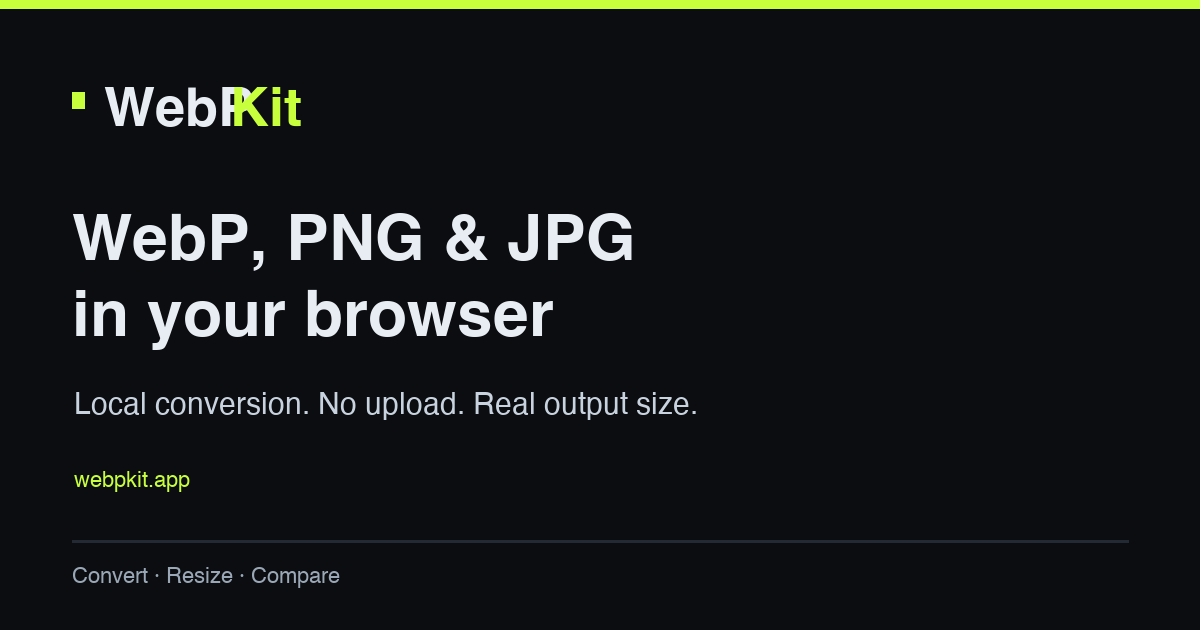 WebPKit
WebP, PNG & JPG
in your browser
Local conversion. No upload. Real output size.
webpkit.app
Convert · Resize · Compare